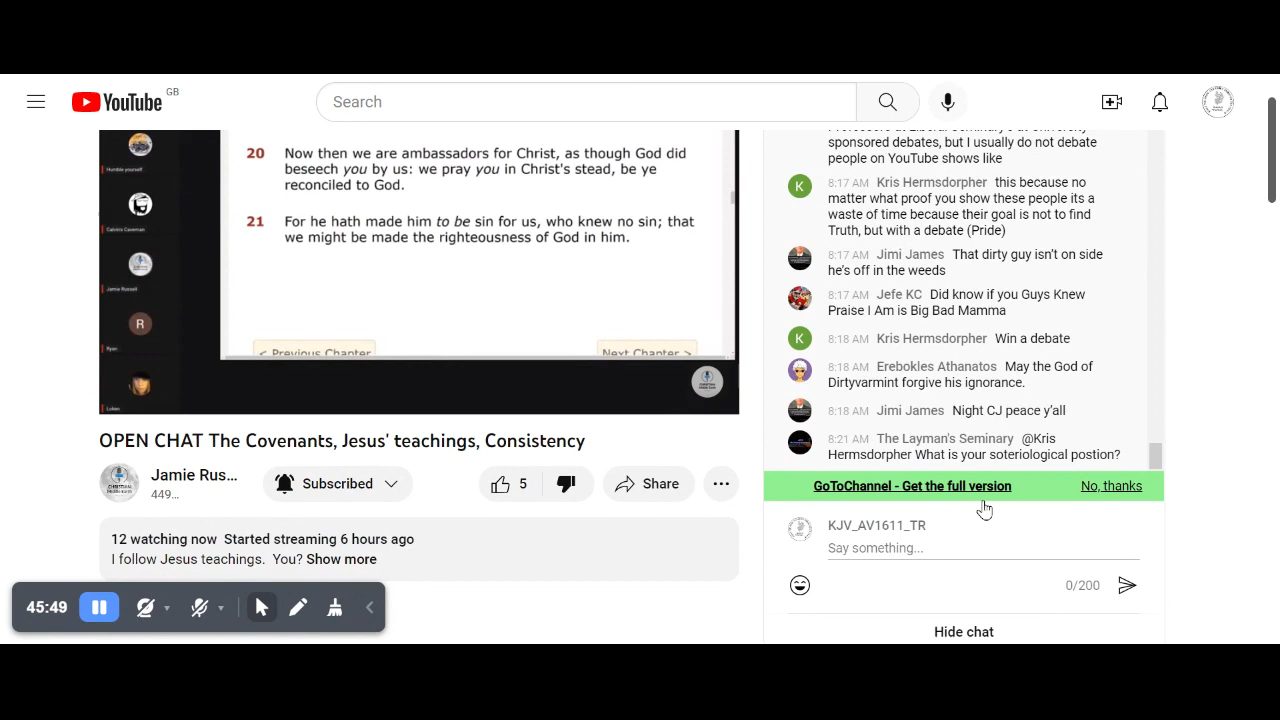 YouTube GB
Search
Humble yourself
Calvin's Caveman
Jamie Russell
R
Ryan
20 Now then we are ambassadors for Christ, as though God did
beseech you by us: we pray you in Christ's stead, be ye
reconciled to God.
21 For he hath made him to be sin for us, who knew no sin; that
we might be made the righteousness of God in him.
< Previous Chapter
Next Chapter >
OPEN CHAT The Covenants, Jesus' teachings, Consistency
Jamie Rus...
449...
Subscribed
5
Share
12 watching now Started streaming 6 hours ago
I follow Jesus teachings. You? Show more
45:49
sponsored debates, but I usually do not debate
people on YouTube shows like
K
8:17 AM Kris Hermsdorpher this because no
matter what proof you show these people its a
waste of time because their goal is not to find
Truth, but with a debate (Pride)
8:17 AM Jimi James That dirty guy isn't on side
he's off in the weeds
8:17 AM Jefe KC Did know if you Guys Knew
Praise I Am is Big Bad Mamma
K
8:18 AM Kris Hermsdorpher Win a debate
8:18 AM Erebokles Athanatos May the God of
Dirtyvarmint forgive his ignorance.
8:18 AM Jimi James Night CJ peace y'all
8:21 AM The Layman's Seminary @Kris
Hermsdorpher What is your soteriological postion?
GoToChannel - Get the full version
No, thanks
KJV_AV1611_TR
Say something...
0/200
Hide chat